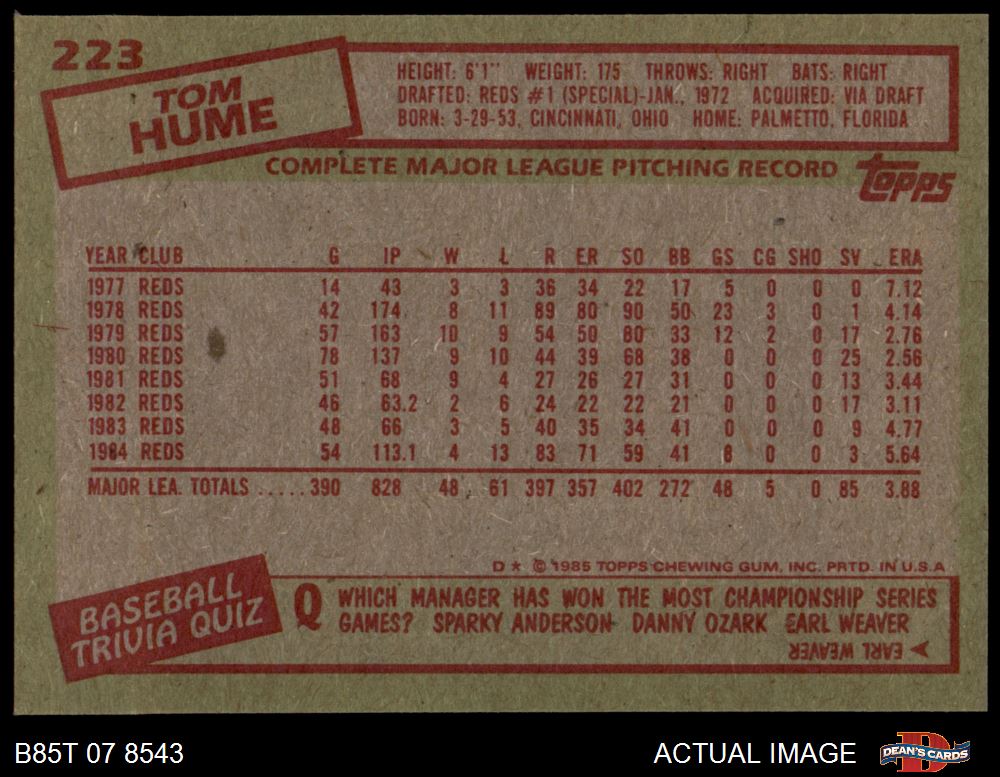 223
TOM
HUME
HEIGHT: 6'1" WEIGHT: 175 THROWS: RIGHT BATS: RIGHT
DRAFTED: REDS #1 (SPECIAL)-JAN., 1972 ACQUIRED: VIA DRAFT
BORN: 3-29-53, CINCINNATI, OHIO HOME: PALMETTO, FLORIDA
COMPLETE MAJOR LEAGUE PITCHING RECORD
Topps
YEAR CLUB G IP W L R ER SO BB GS CG SHO SV ERA
1977 REDS 14 43 3 3 36 34 22 17 5 0 0 0 7.12
1978 REDS 42 174 8 11 89 80 90 50 23 3 0 1 4.14
1979 REDS 57 163 10 9 54 50 80 33 12 2 0 17 2.76
1980 REDS 78 137 9 10 44 39 68 38 0 0 0 25 2.56
1981 REDS 51 68 9 4 27 26 27 31 0 0 0 13 3.44
1982 REDS 46 63.2 2 6 24 22 22 21 0 0 0 17 3.11
1983 REDS 48 66 3 5 40 35 34 41 0 0 0 9 4.77
1984 REDS 54 113.1 4 13 83 71 59 41 8 0 0 3 5.64
MAJOR LEA. TOTALS .....390 828 48 61 397 357 402 272 48 5 0 85 3.88
D * © 1985 TOPPS CHEWING GUM, INC. PRTD. IN U.S.A
BASEBALL
TRIVIA QUIZ
Q WHICH MANAGER HAS WON THE MOST CHAMPIONSHIP SERIES
GAMES? SPARKY ANDERSON DANNY OZARK EARL WEAVER
EARL WEAVER
B85T 07 8543
ACTUAL IMAGE
DEAN'S CARDS